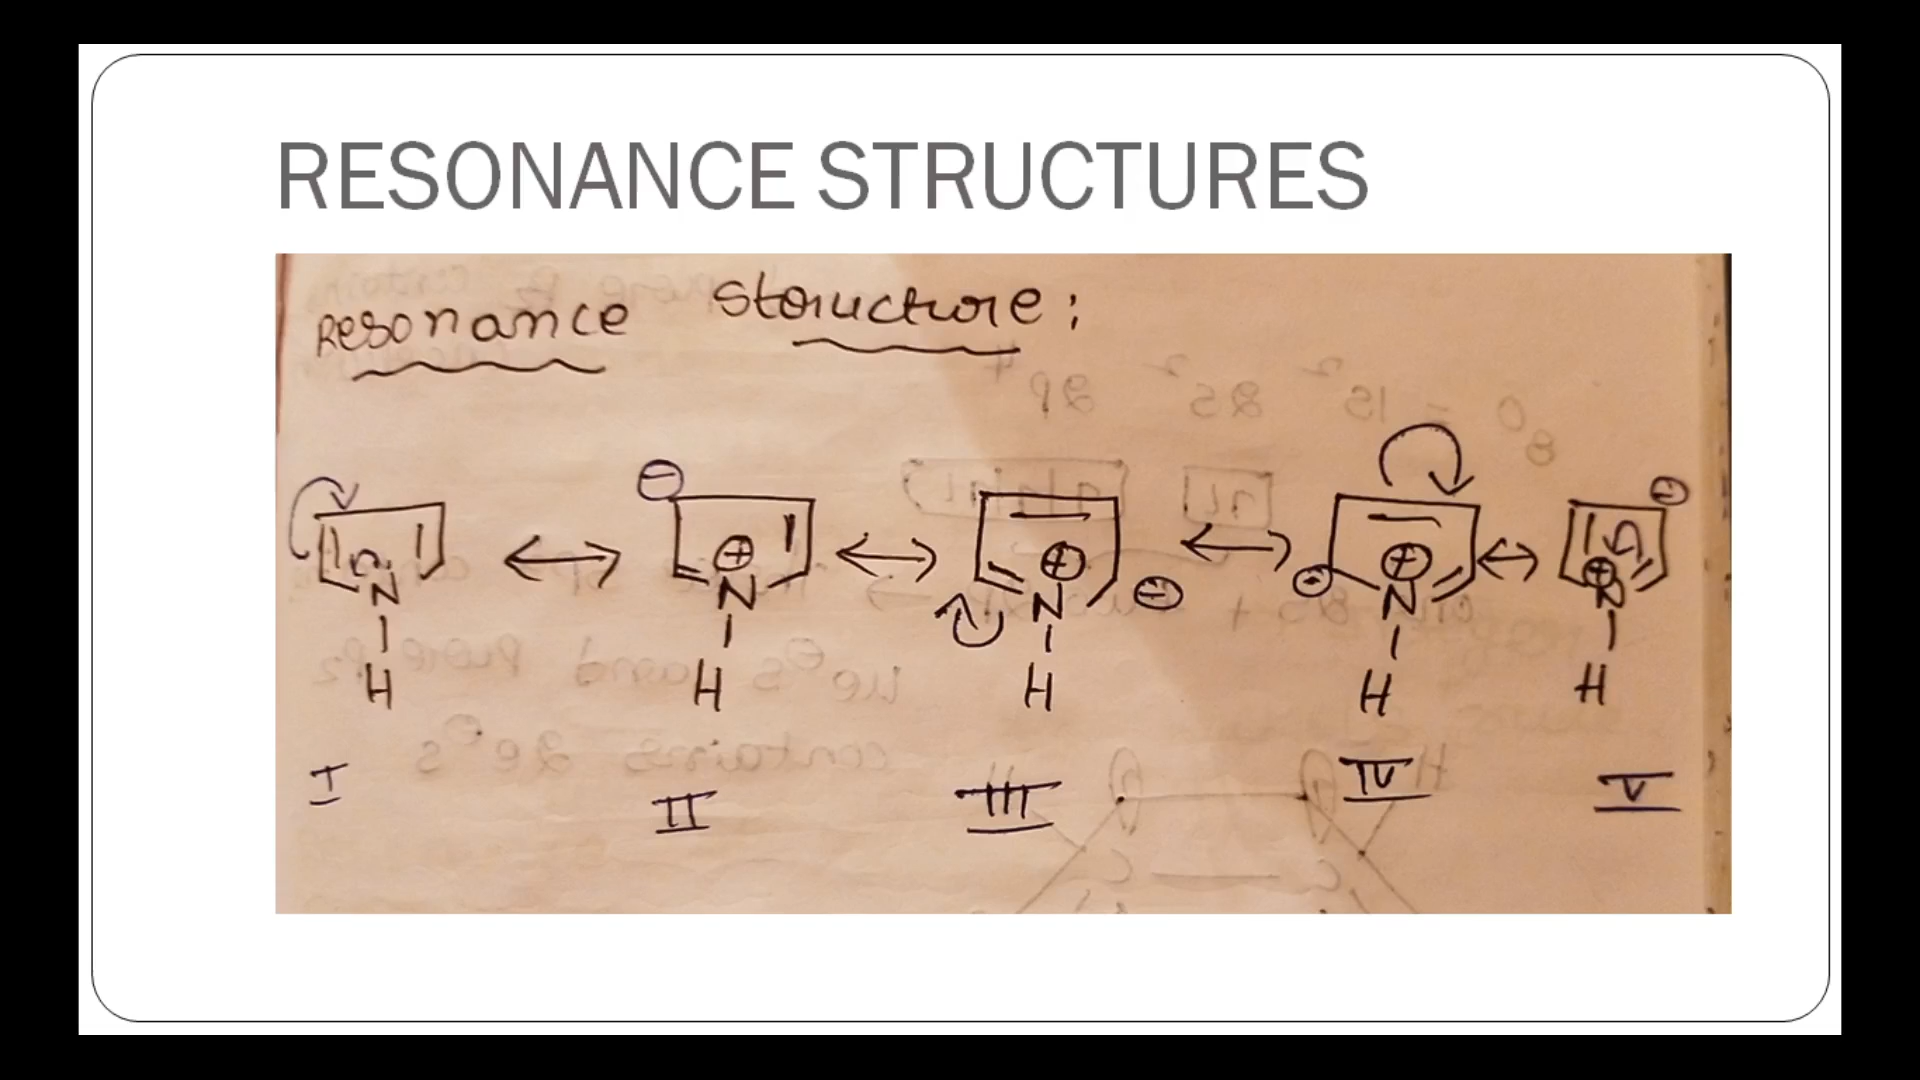 RESONANCE STRUCTURES
Resonance Structure:
⊖ ⊖
⊕ ⊕ ⊕ ⊕
N N N ⊖ ⊖ N N
H H H H H
I II III IV V